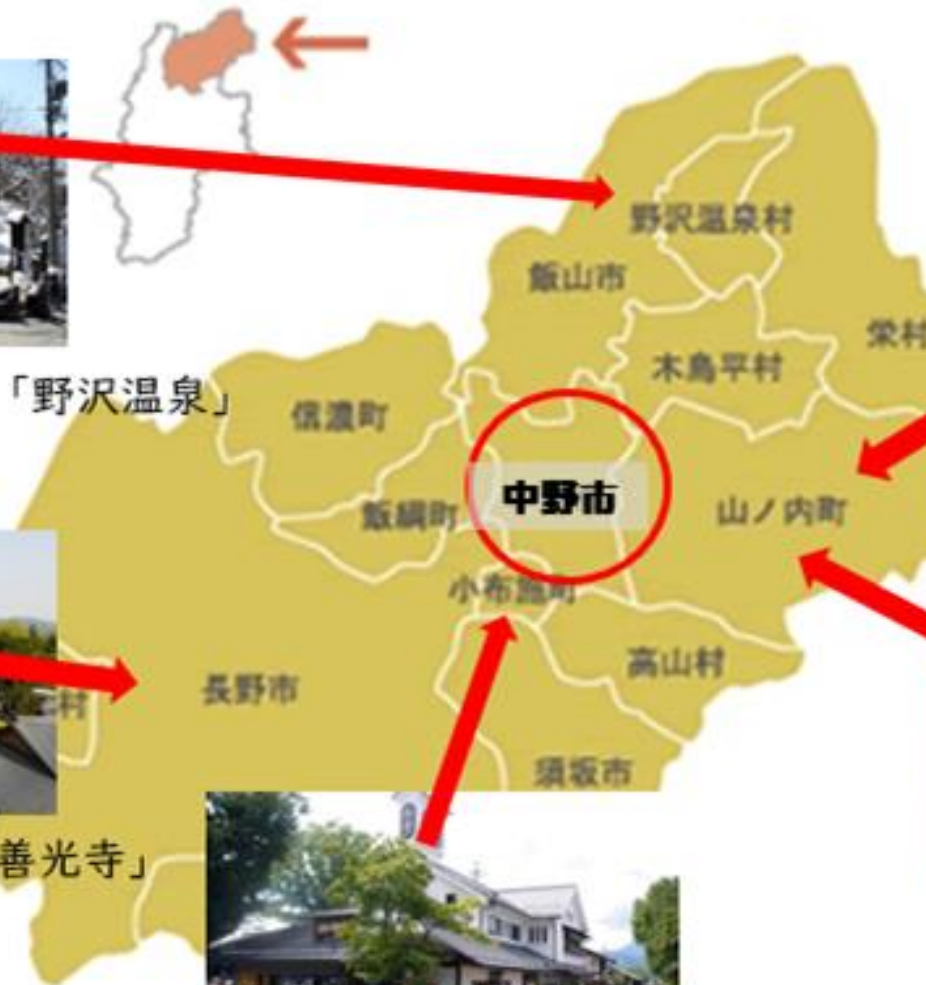 野沢温泉村
飯山市
栄村
木島平村
「野沢温泉」
信濃町
中野市
飯綱町
山ノ内町
小布施町
高山村
長野市
村
須坂市
善光寺」